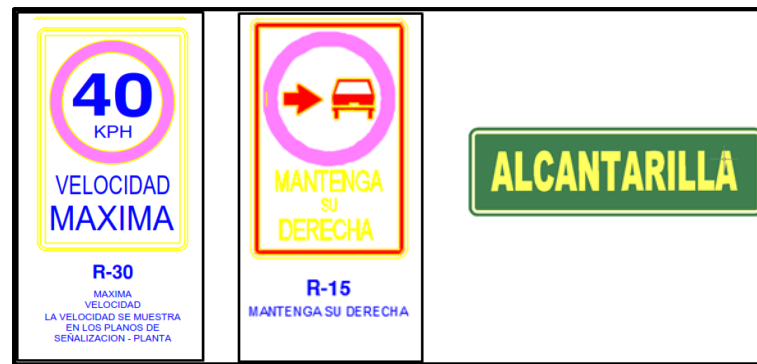 40
KPH
VELOCIDAD
MAXIMA
R-30
MAXIMA
VELOCIDAD
LA VELOCIDAD SE MUESTRA
EN LOS PLANOS DE
SEÑALIZACION - PLANTA
MANTENGA
SU
DERECHA
R-15
MANTENGA SU DERECHA
ALCANTARILLA